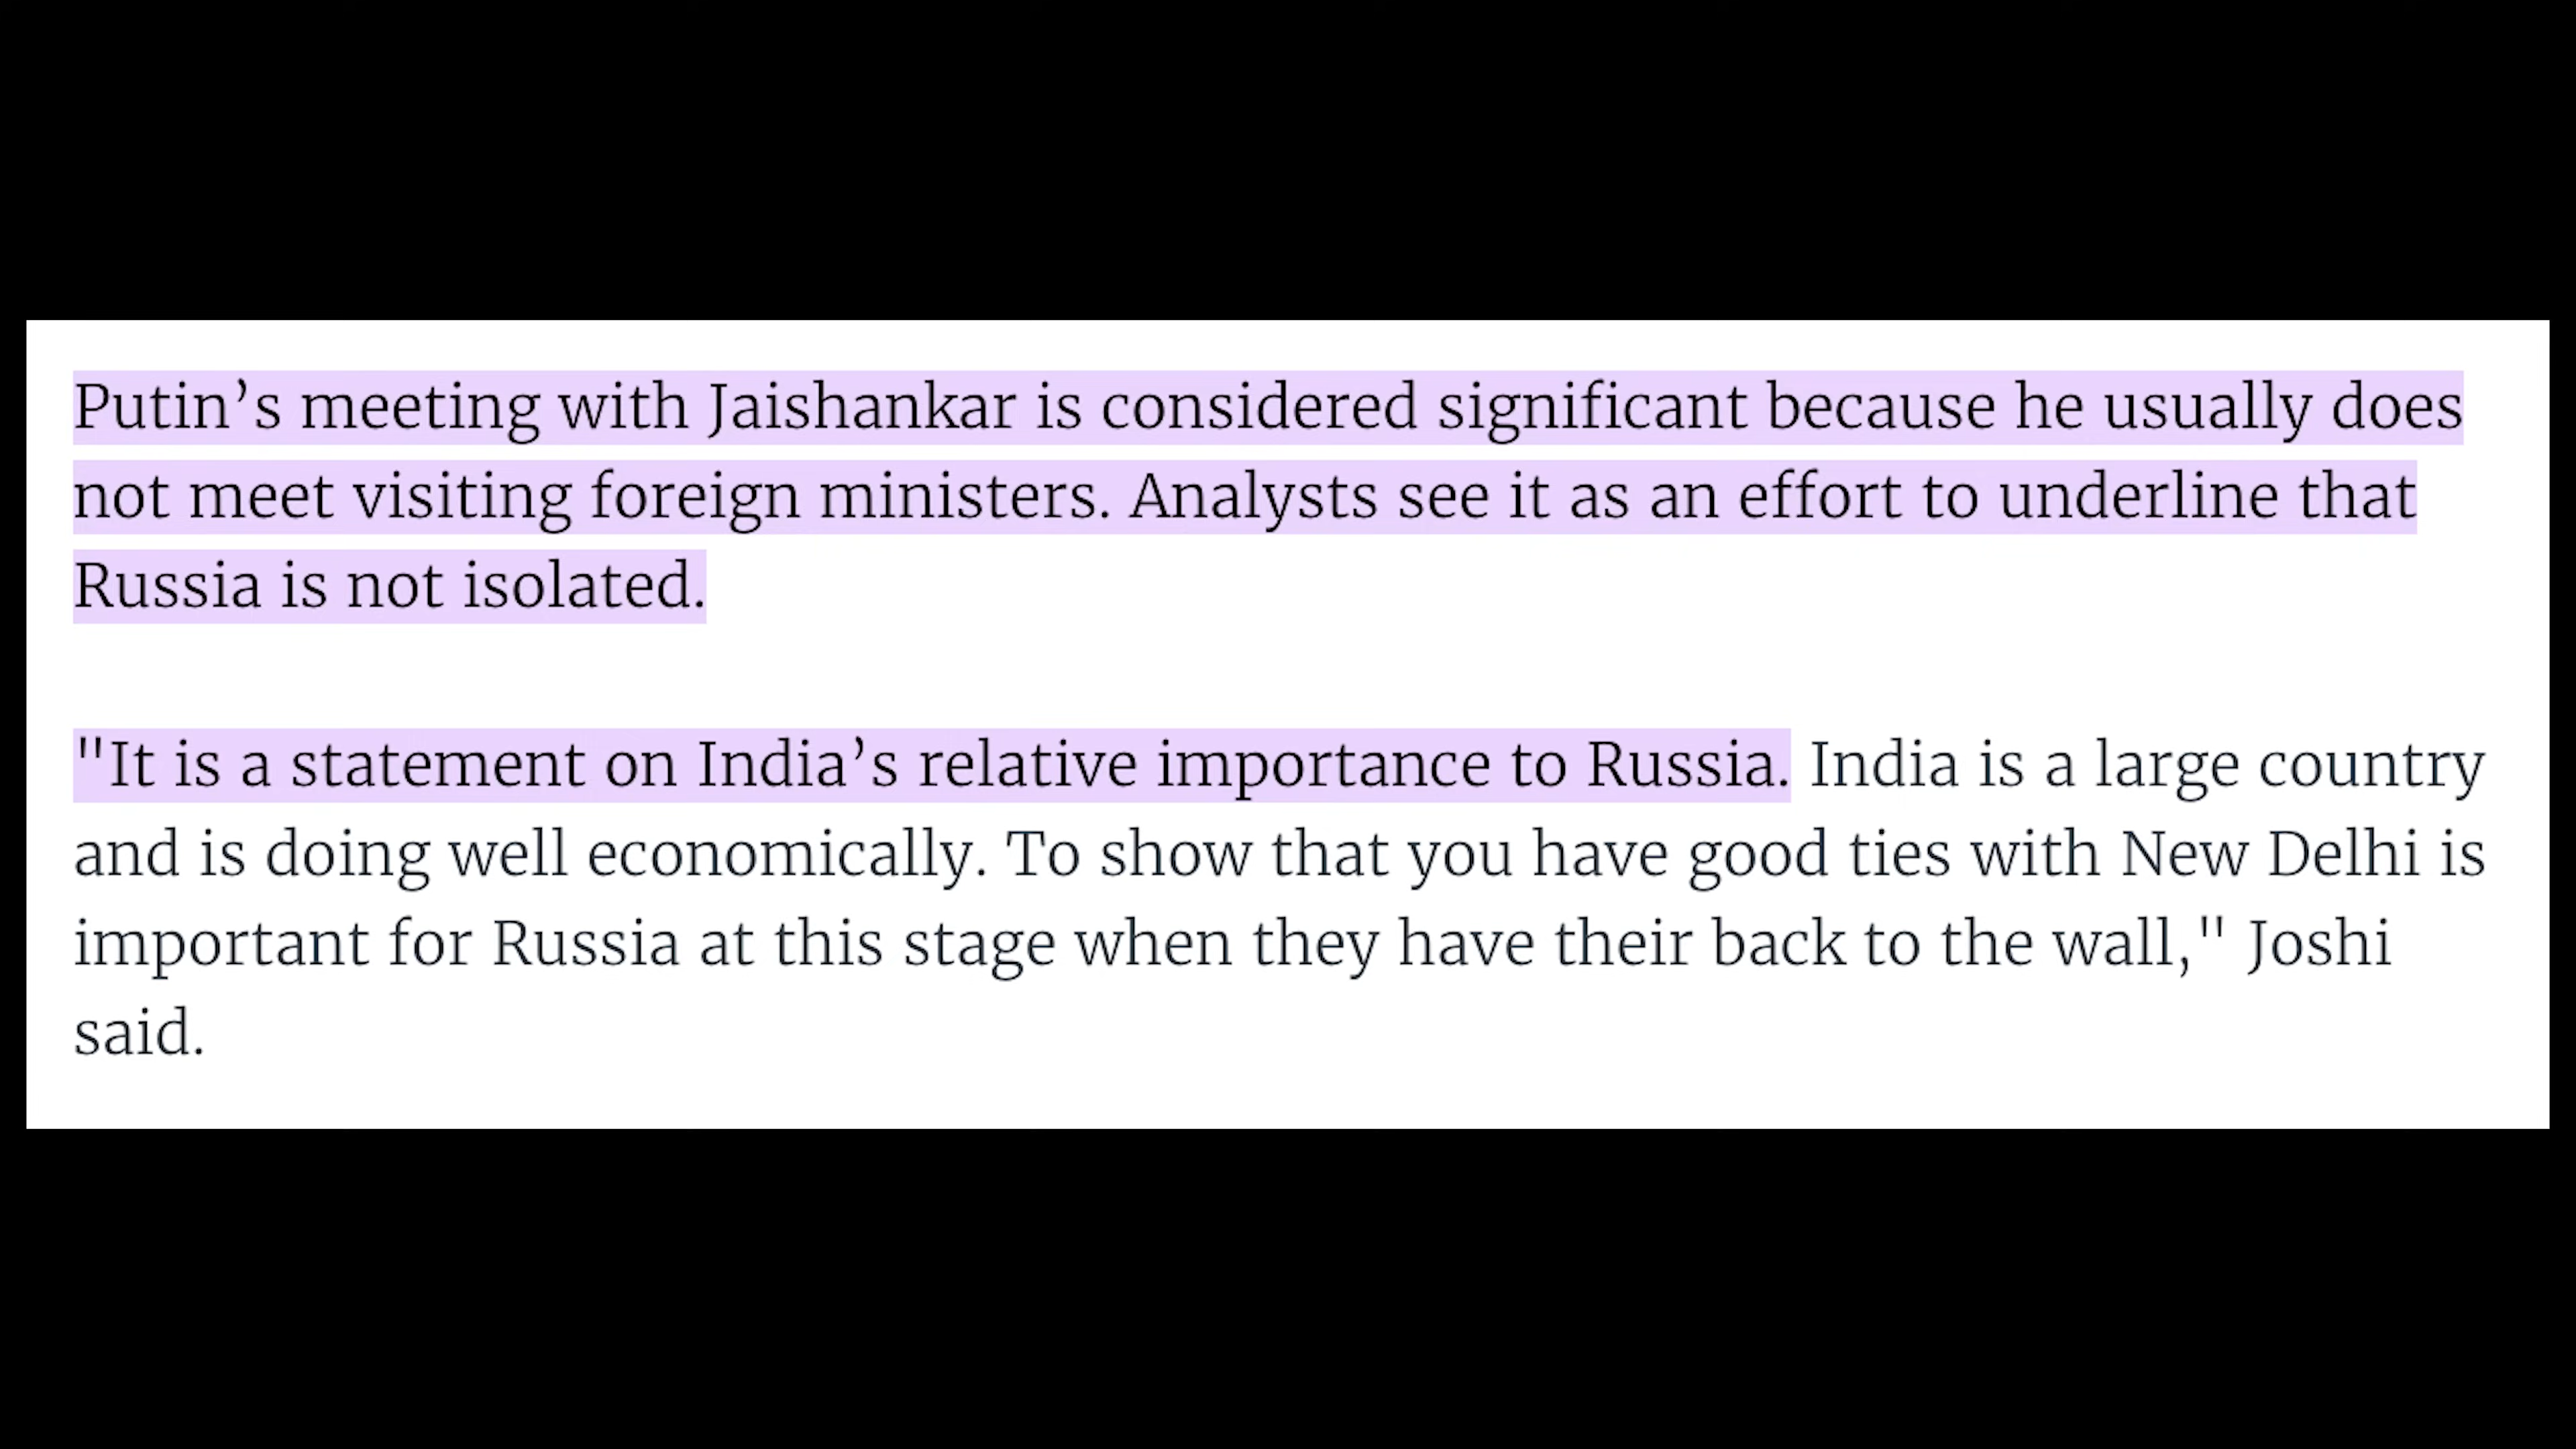 Putin’s meeting with Jaishankar is considered significant because he usually does
not meet visiting foreign ministers. Analysts see it as an effort to underline that
Russia is not isolated.
"It is a statement on India’s relative importance to Russia. India is a large country
and is doing well economically. To show that you have good ties with New Delhi is
important for Russia at this stage when they have their back to the wall," Joshi
said.